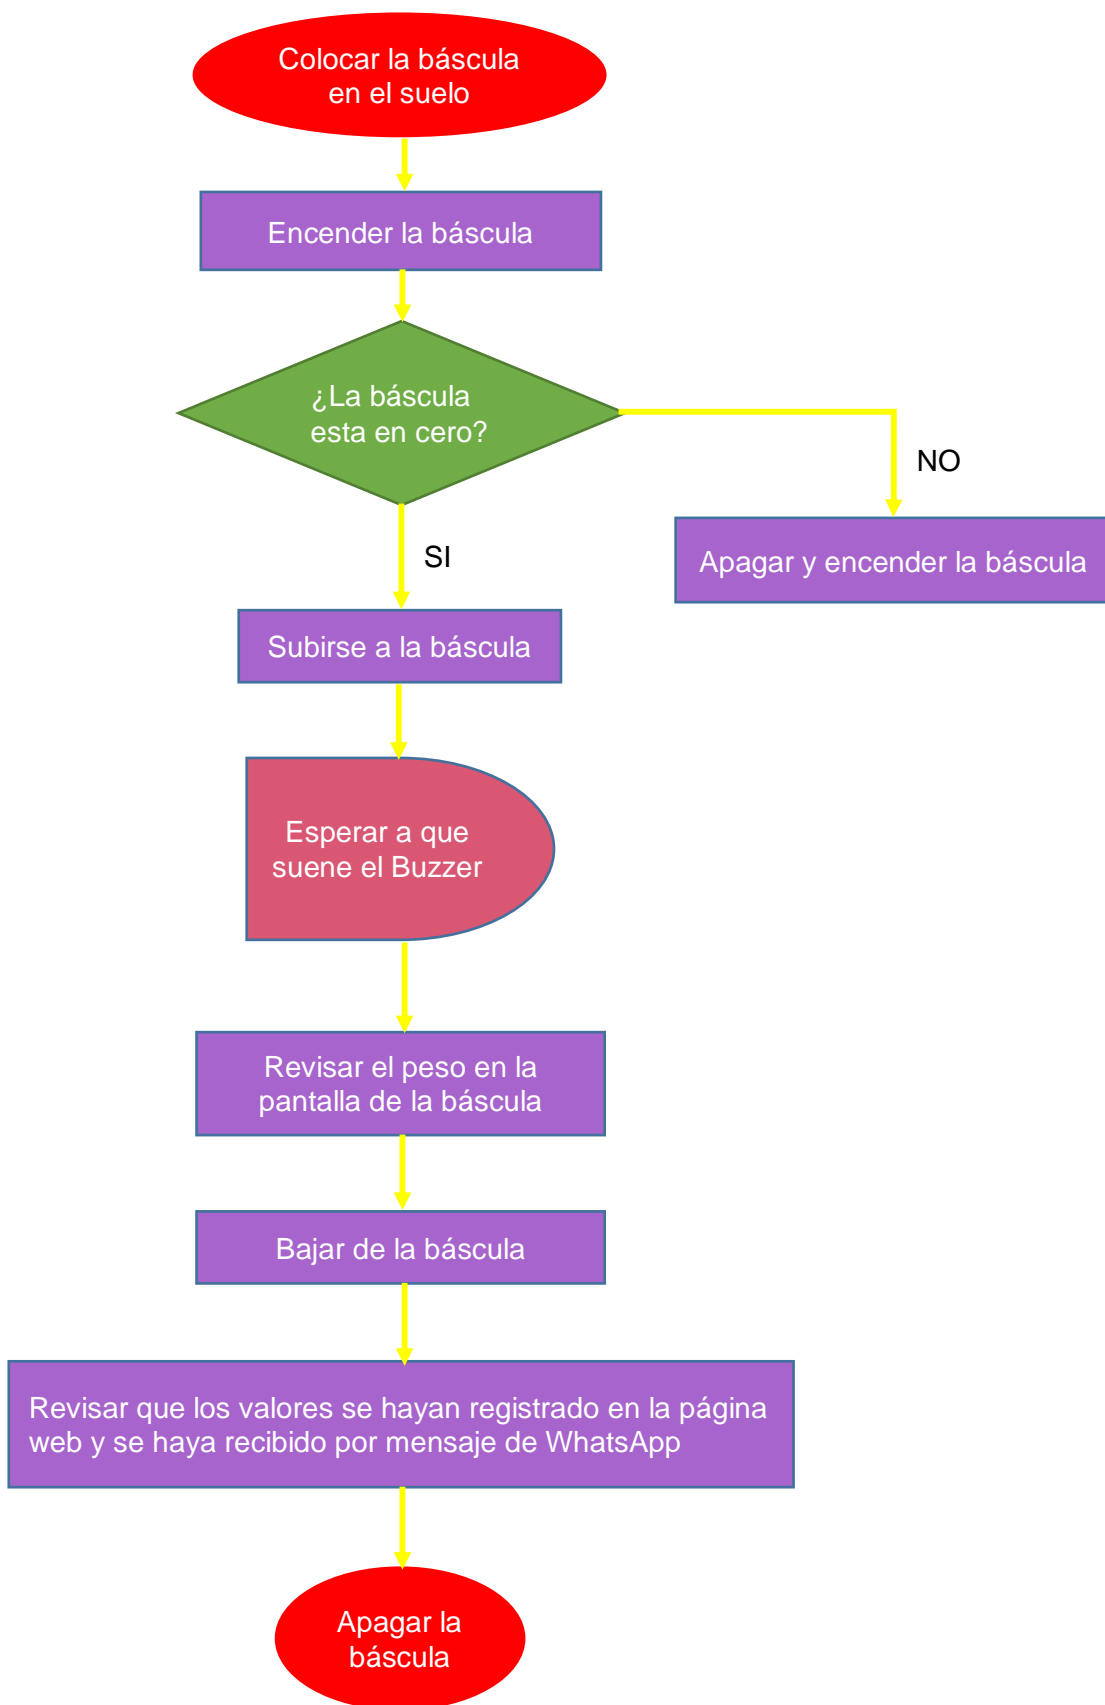 Colocar la báscula
en el suelo
Encender la báscula
¿La báscula
esta en cero?
NO
SI
Apagar y encender la báscula
Subirse a la báscula
Esperar a que
suene el Buzzer
Revisar el peso en la
pantalla de la báscula
Bajar de la báscula
Revisar que los valores se hayan registrado en la página
web y se haya recibido por mensaje de WhatsApp
Apagar la
báscula